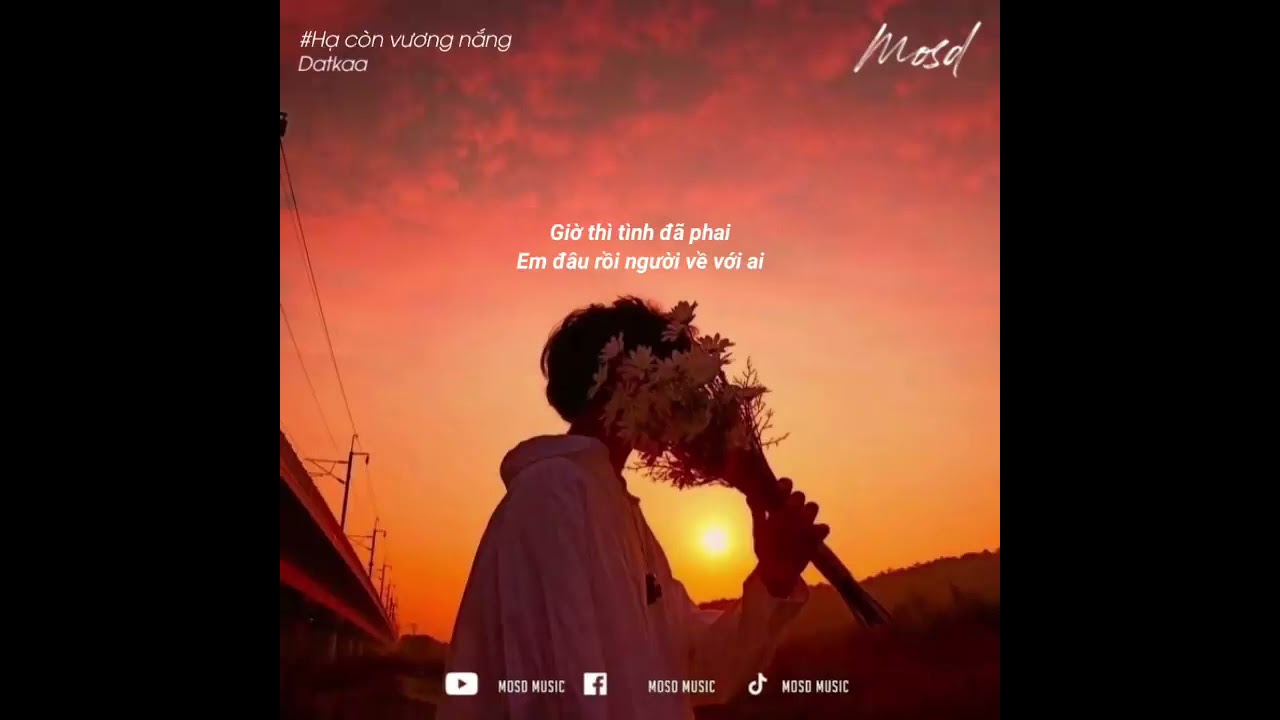 #Hạ còn vương nắng
Datkaa
Mosd
Giờ thì tình đã phai
Em đâu rồi người về với ai
MOSD MUSIC
MOSD MUSIC
MOSD MUSIC